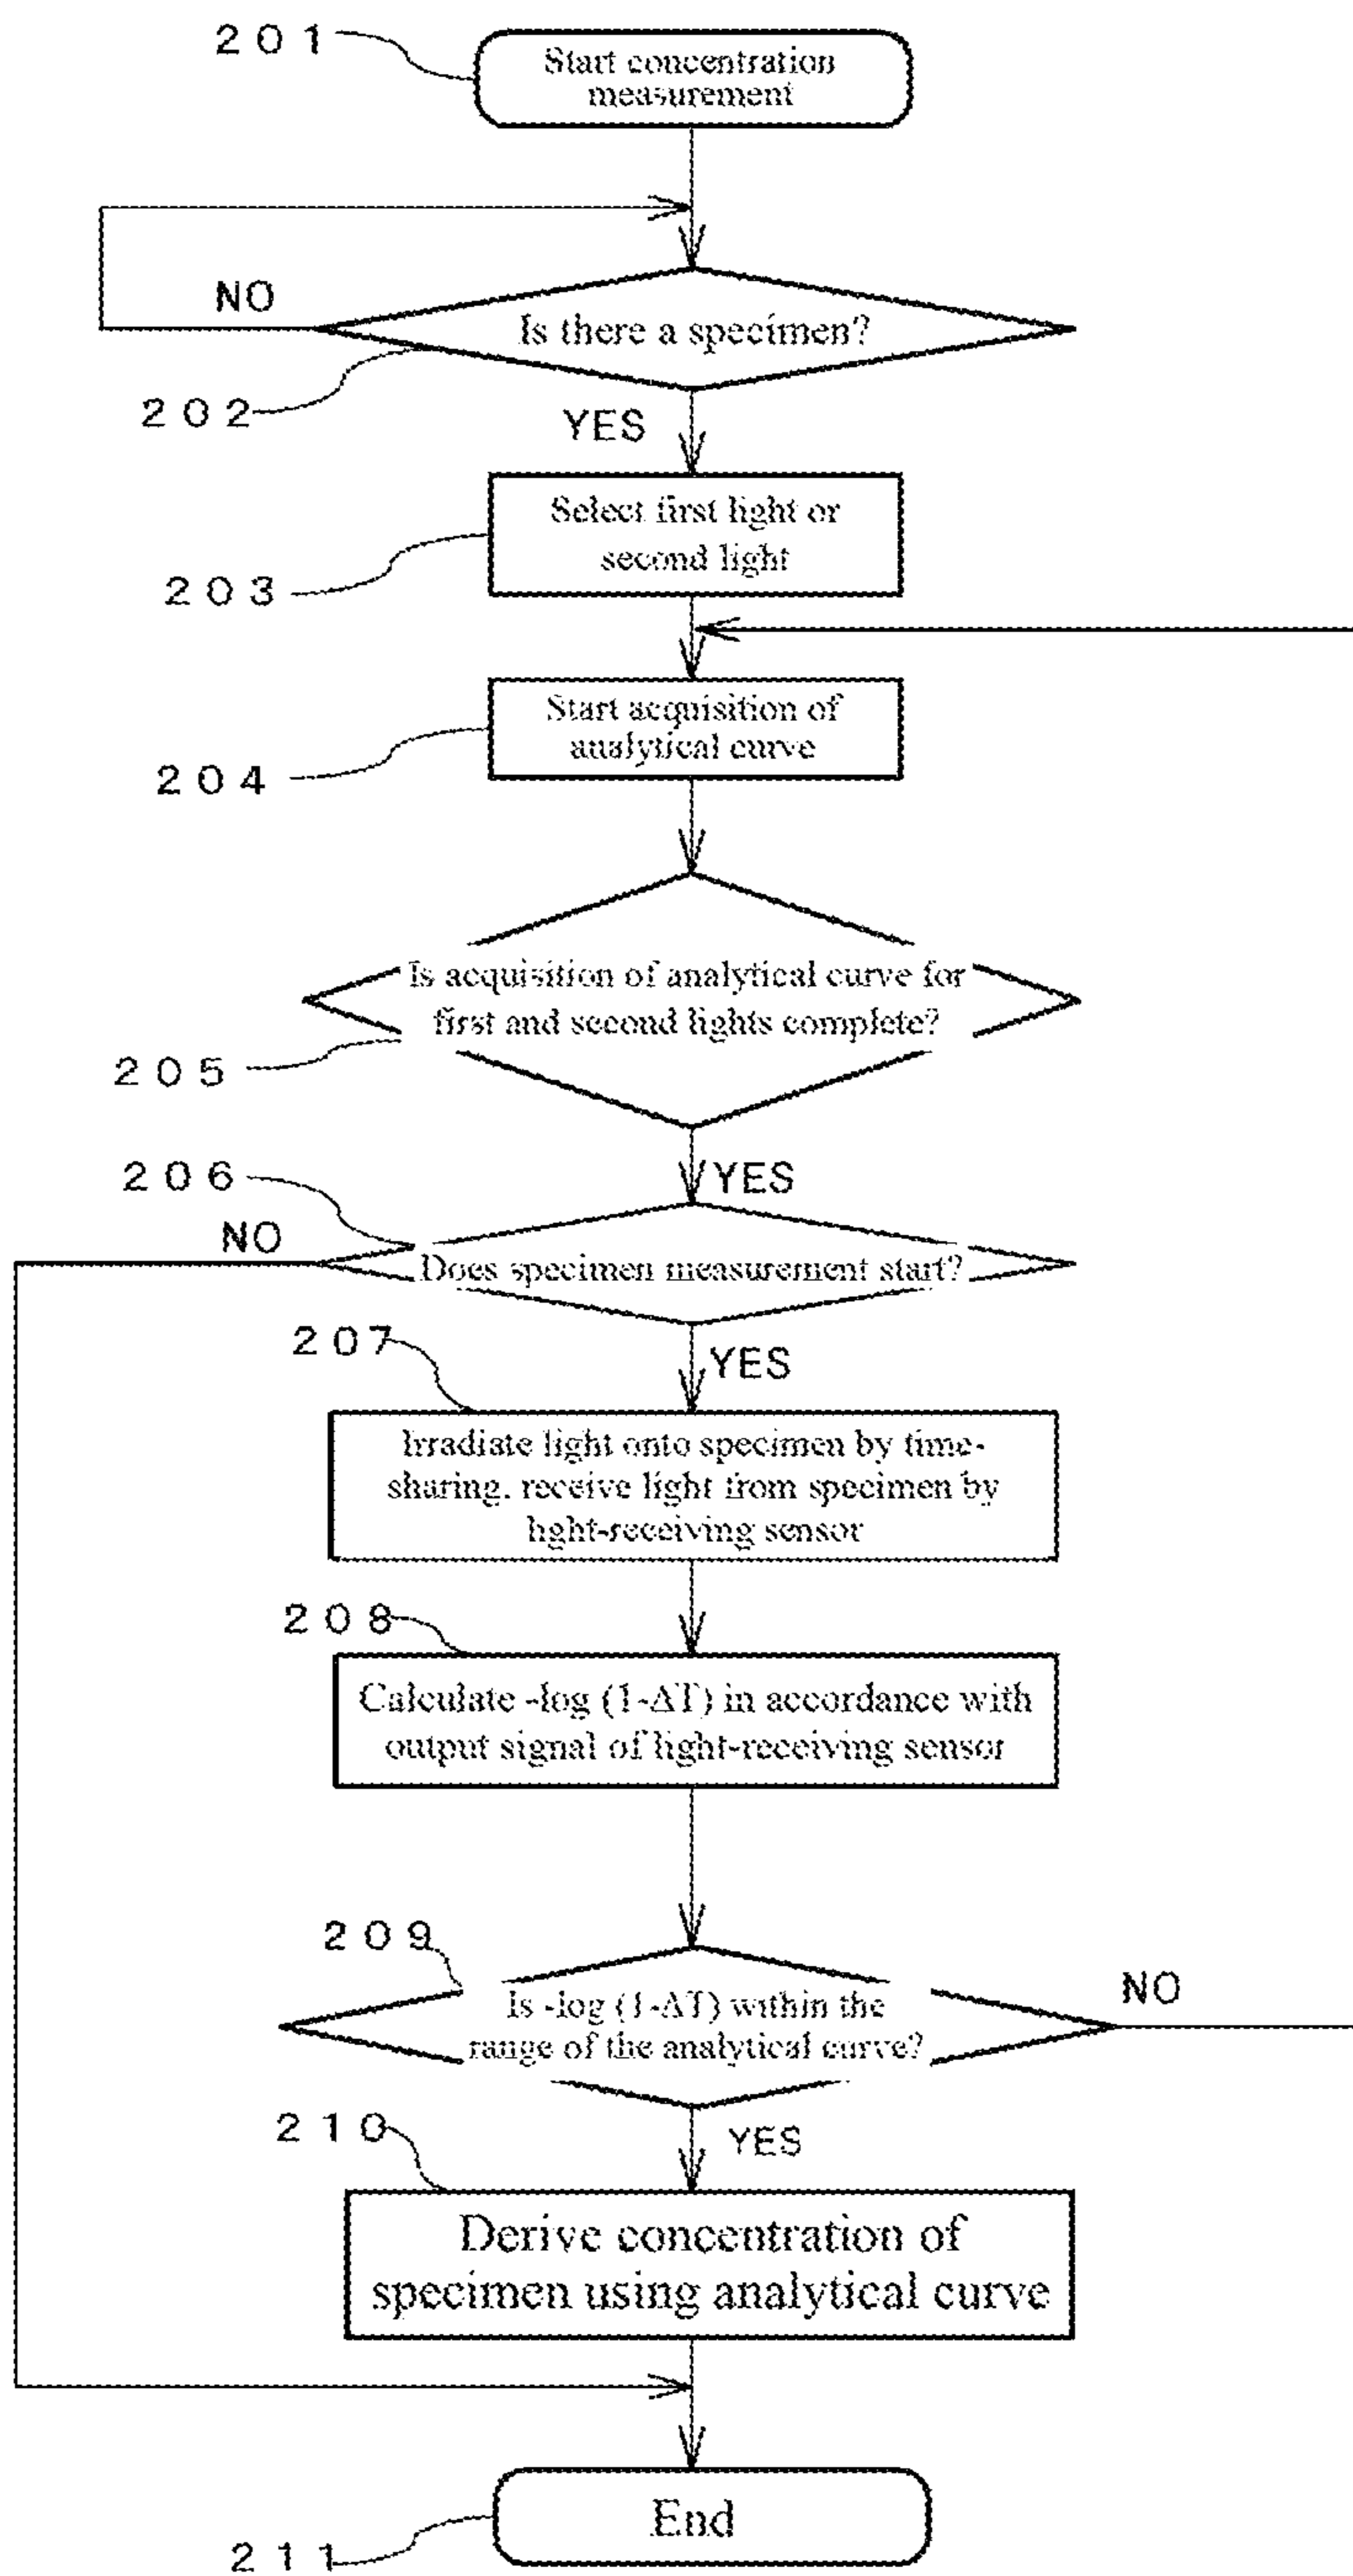 201
Start concentration
measurement
NO
Is there a specimen?
202
YES
Select first light or
second light
203
Start acquisition of
analytical curve
204
Is acquisition of analytical curve for
first and second lights complete?
205
YES
206
NO
Does specimen measurement start?
207
YES
Irradiate light onto specimen by time-
sharing, receive light from specimen by
light-receiving sensor
208
Calculate -log (1-ΔT) in accordance with
output signal of light-receiving sensor
209
NO
Is -log (1-ΔT) within the
range of the analytical curve?
210
YES
Derive concentration of
specimen using analytical curve
End
211